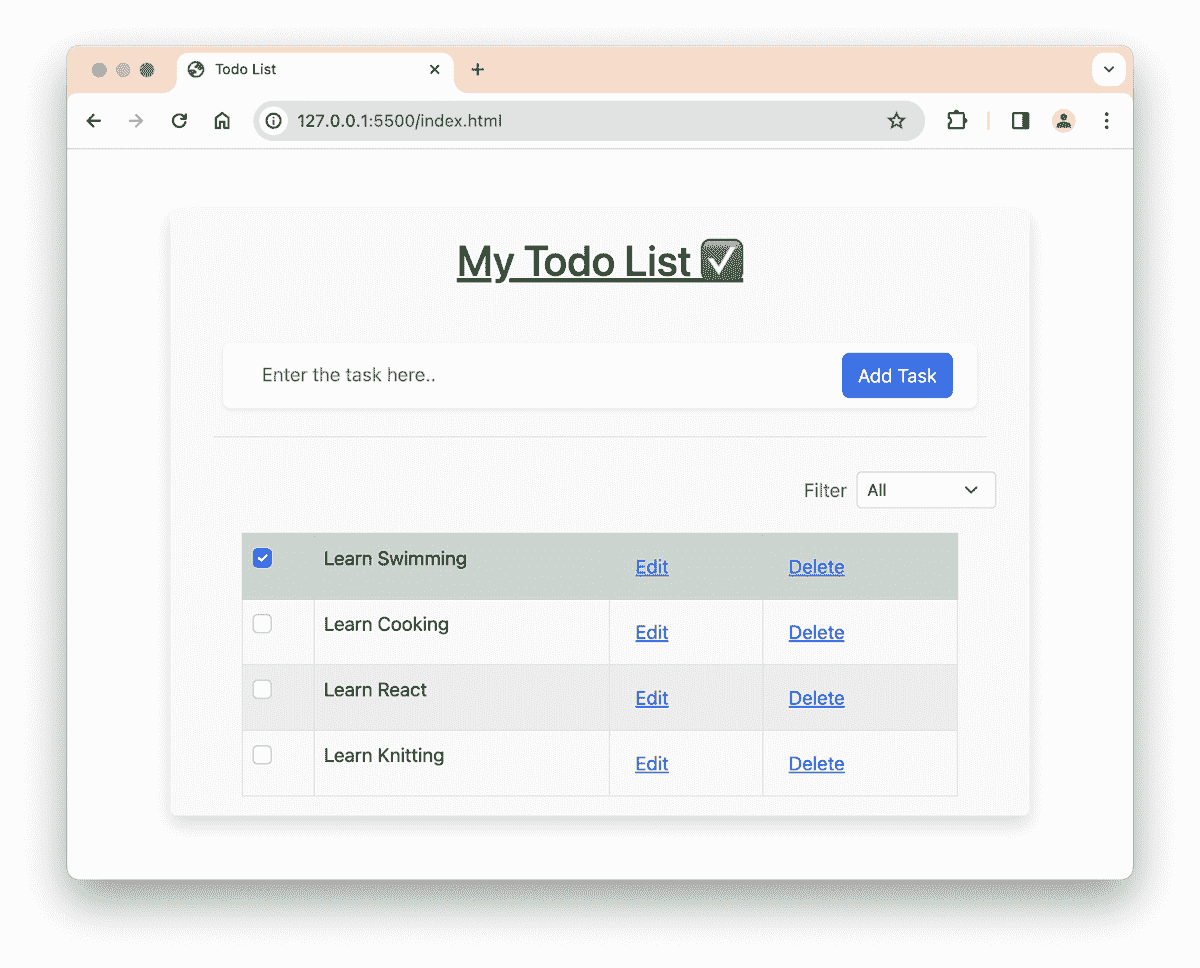 Todo List
127.0.0.1:5500/index.html
My Todo List
Enter the task here..
Add Task
Filter All
Learn Swimming Edit Delete
Learn Cooking Edit Delete
Learn React Edit Delete
Learn Knitting Edit Delete